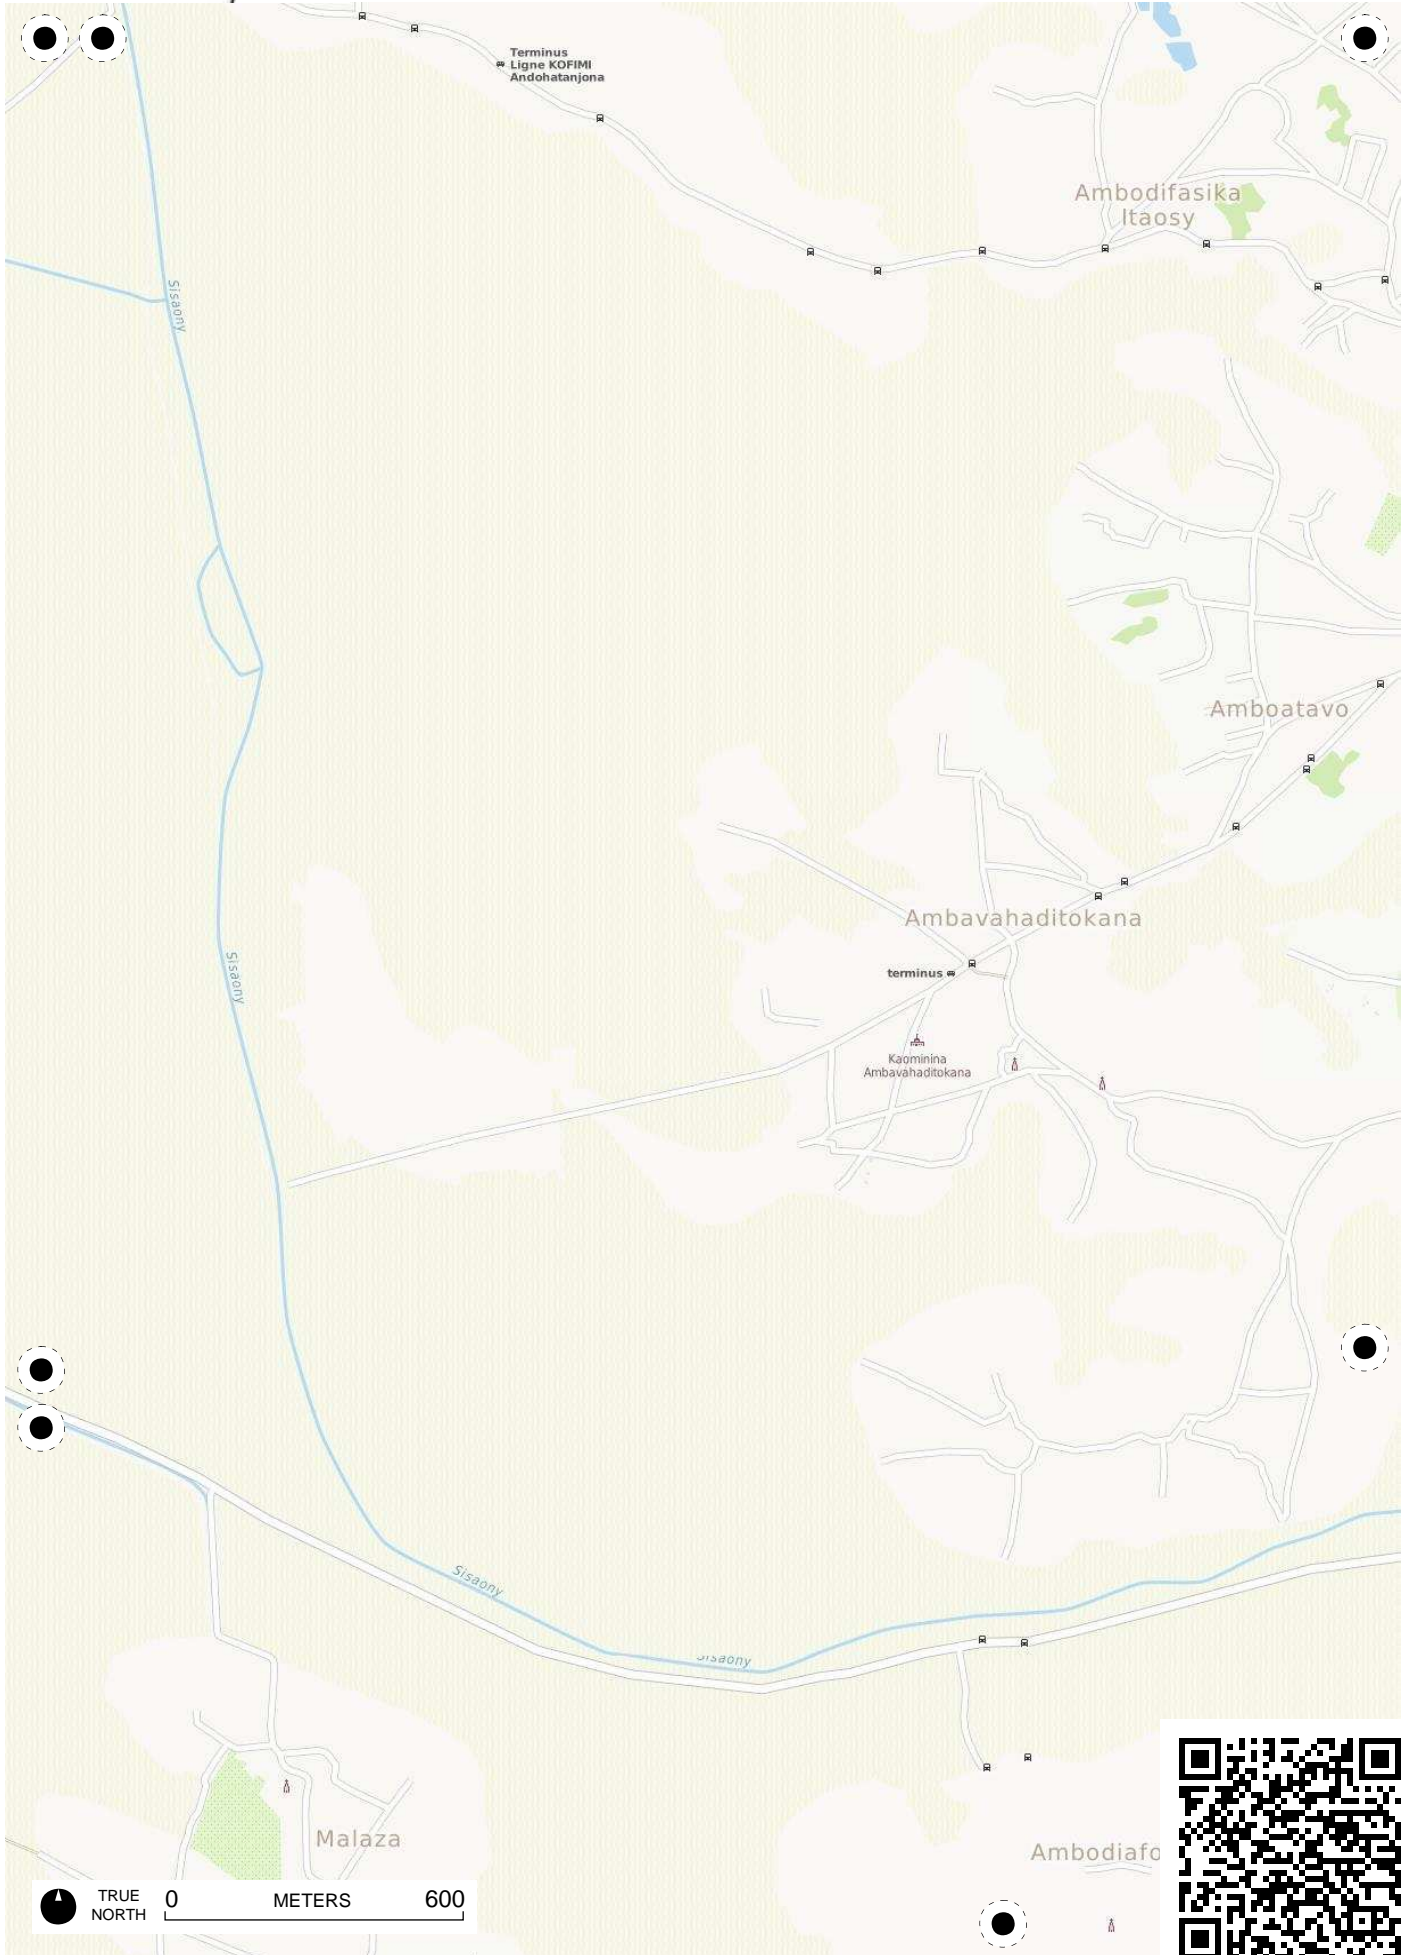 Terminus
Ligne KOFIMI
Andohatanjona
Ambodifasika
Itaosy
Sisaony
Amboatavo
Ambavahaditokana
terminus
Sisaony
Kaominina
Ambavahaditokana
Sisaony
Sisaony
Malaza
Ambodiafo
TRUE
NORTH
0 METERS 600